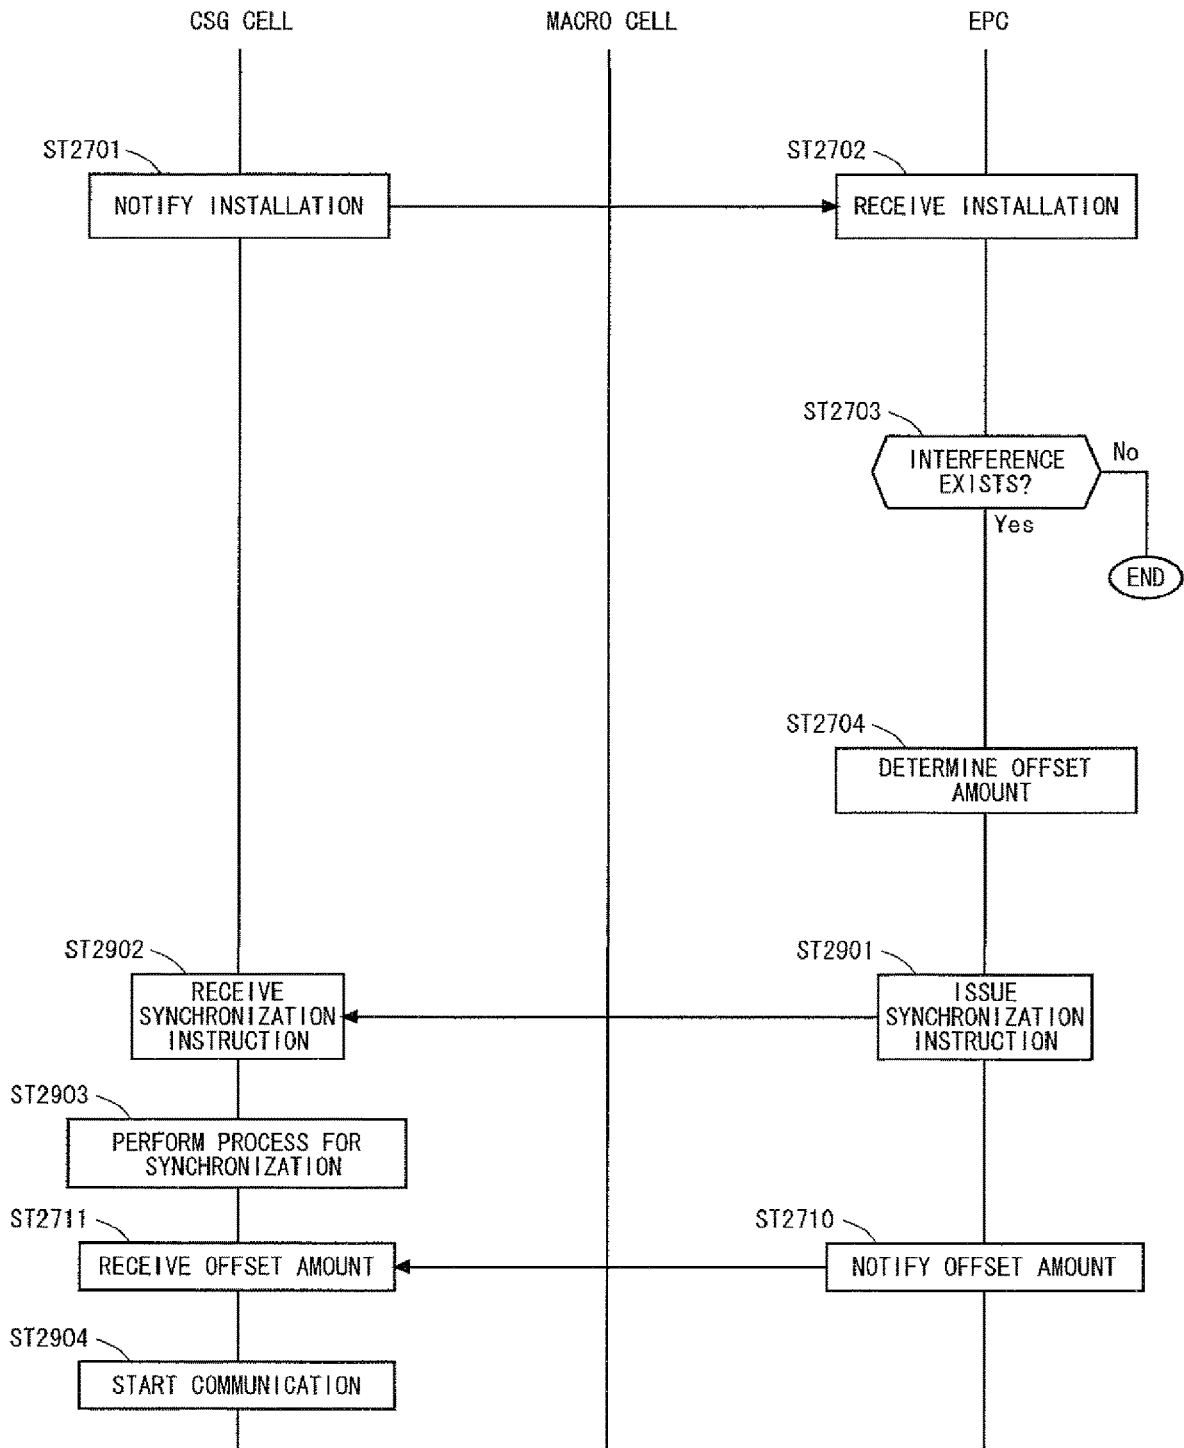 CSG CELL
MACRO CELL
EPC
ST2701
NOTIFY INSTALLATION
ST2702
RECEIVE INSTALLATION
ST2703
INTERFERENCE
EXISTS?
No
Yes
END
ST2704
DETERMINE OFFSET
AMOUNT
ST2902
RECEIVE
SYNCHRONIZATION
INSTRUCTION
ST2901
ISSUE
SYNCHRONIZATION
INSTRUCTION
ST2903
PERFORM PROCESS FOR
SYNCHRONIZATION
ST2711
RECEIVE OFFSET AMOUNT
ST2710
NOTIFY OFFSET AMOUNT
ST2904
START COMMUNICATION